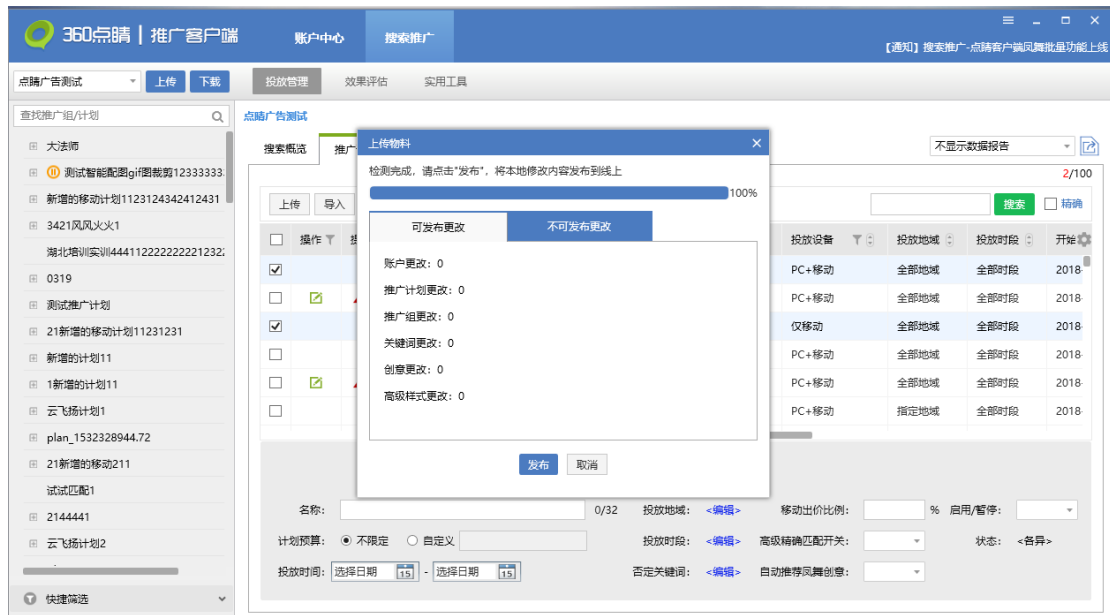 360点睛 | 推广客户端
账户中心
搜索推广
【通知】搜索推广-点睛客户端凤舞批量功能上线
点睛广告测试
上传
下载
投放管理
效果评估
实用工具
查找推广组/计划
点睛广告测试
大法师
测试智能配图gif图裁剪12333333
新增的移动计划1123124342412431
3421风风火火1
湖北培训实训444112222222221232
0319
测试推广计划
21新增的移动计划11231231
新增的计划11
1新增的计划11
云飞扬计划1
plan_1532328944.72
21新增的移动211
试试匹配1
2144441
云飞扬计划2
快捷筛选
搜索概览
推广
不显示数据报告
2/100
上传
导入
搜索
精确
操作
投放设备
投放地域
投放时段
开始
PC+移动 全部地域 全部时段 2018-
PC+移动 全部地域 全部时段 2018-
仅移动 全部地域 全部时段 2018-
PC+移动 全部地域 全部时段 2018-
PC+移动 全部地域 全部时段 2018-
PC+移动 指定地域 全部时段 2018-
上传物料
检测完成，请点击"发布"，将本地修改内容发布到线上
100%
可发布更改
不可发布更改
账户更改：0
推广计划更改：0
推广组更改：0
关键词更改：0
创意更改：0
高级样式更改：0
发布
取消
名称： 0/32 投放地域： <编辑> 移动出价比例： % 启用/暂停：
计划预算： 不限定 自定义 投放时段： <编辑> 高级精确匹配开关： 状态： <各异>
投放时间： 选择日期 15 - 选择日期 15 否定关键词： <编辑> 自动推荐凤舞创意：